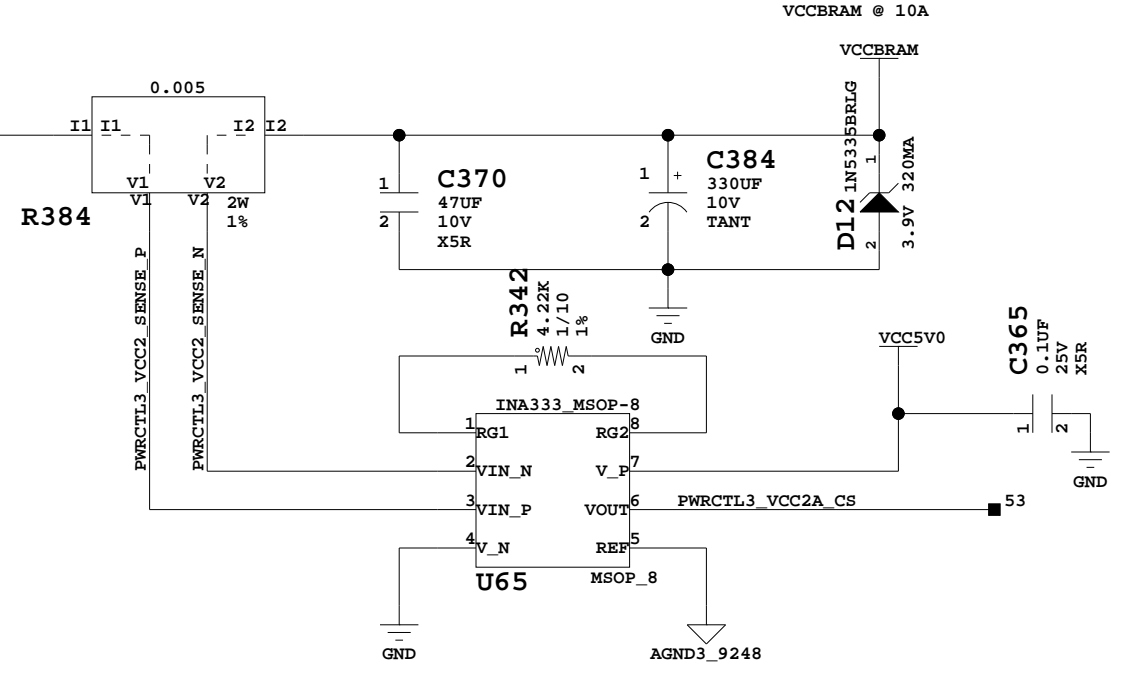 VCCBRAM @ 10A
VCCBRAM
0.005
I1 I1 I2 I2
V1 V2
V1 V2
2W
1%
R384
PWRCTL3_VCC2_SENSE_P
PWRCTL3_VCC2_SENSE_N
1
2
C370
47UF
10V
X5R
1
+
2
C384
330UF
10V
TANT
D12
1N5335BRLG
1
2
3.9V 320MA
GND
R342
4.22K
1/10
1%
1 2
VCC5V0
C365
0.1UF
25V
X5R
1 2
GND
INA333_MSOP-8
1 RG1 RG2 8
2 VIN_N V_P 7
3 VIN_P VOUT 6
4 V_N REF 5
PWRCTL3_VCC2A_CS
53
U65
MSOP_8
GND
AGND3_9248